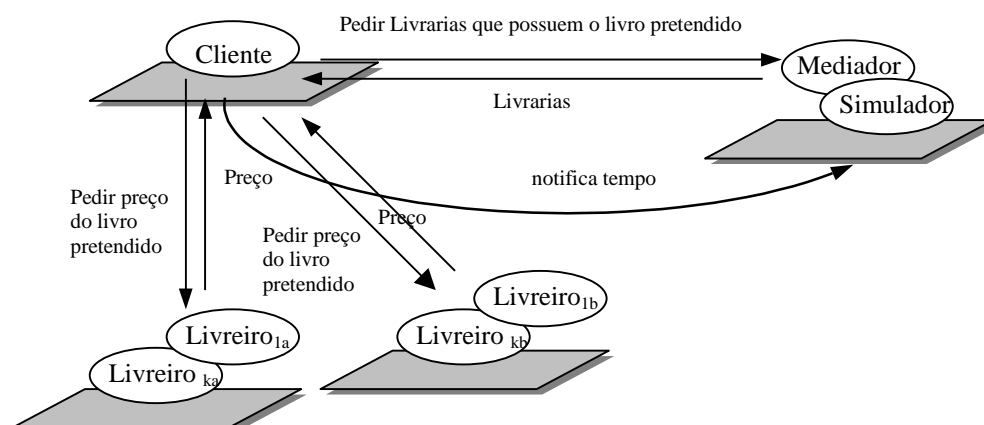 Pedir Livrarias que possuem o livro pretendido
Cliente
Mediador
Livrarias
Simulador
Preço
notifica tempo
Pedir preço
do livro
pretendido
Preço
Pedir preço
do livro
pretendido
Livreiro1b
Livreiro1a
Livreiro kb
Livreiro ka